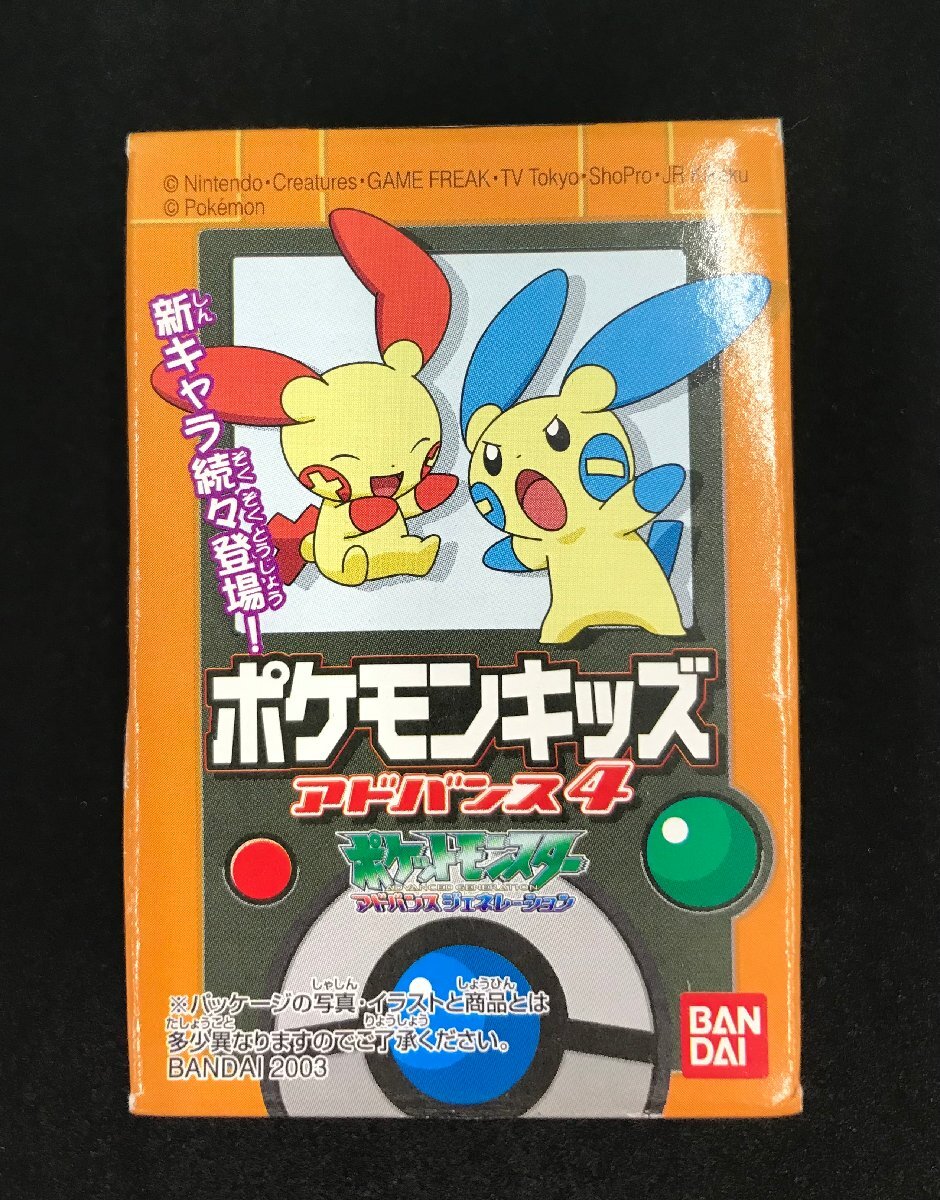 © Nintendo・Creatures・GAME FREAK・TV Tokyo・ShoPro・JR
© Pokémon
新キャラ続々登場！
しん
ぞくぞくとうじょう
ポケモンキッズ
アドバンス4
ポケットモンスター
ADVANCED GENERATION
アドバンスジェネレーション
しゃしん しょうひん
※パッケージの写真・イラストと商品とは
たしょうこと りょうしょう
多少異なりますのでご了承ください。
BANDAI 2003
BAN
DAI